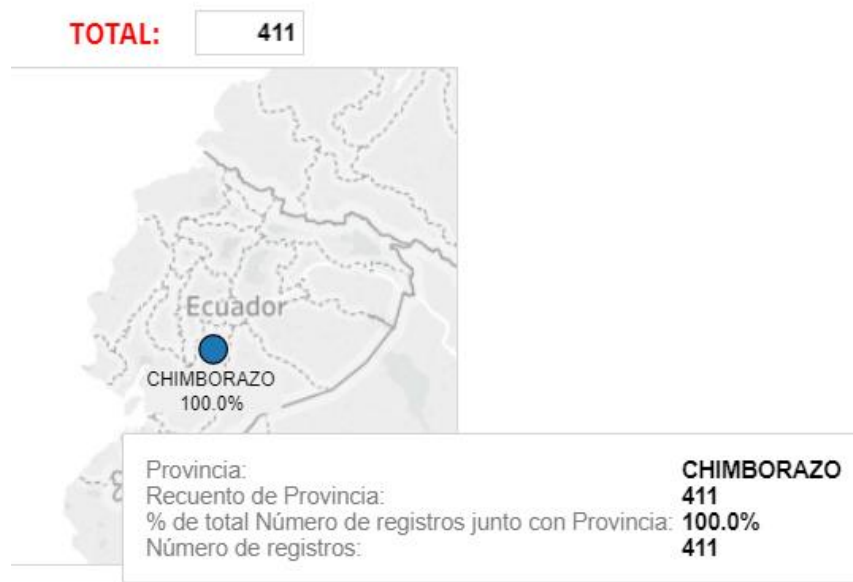 TOTAL: 411
Ecuador
CHIMBORAZO
100.0%
Provincia: CHIMBORAZO
Recuento de Provincia: 411
% de total Número de registros junto con Provincia: 100.0%
Número de registros: 411